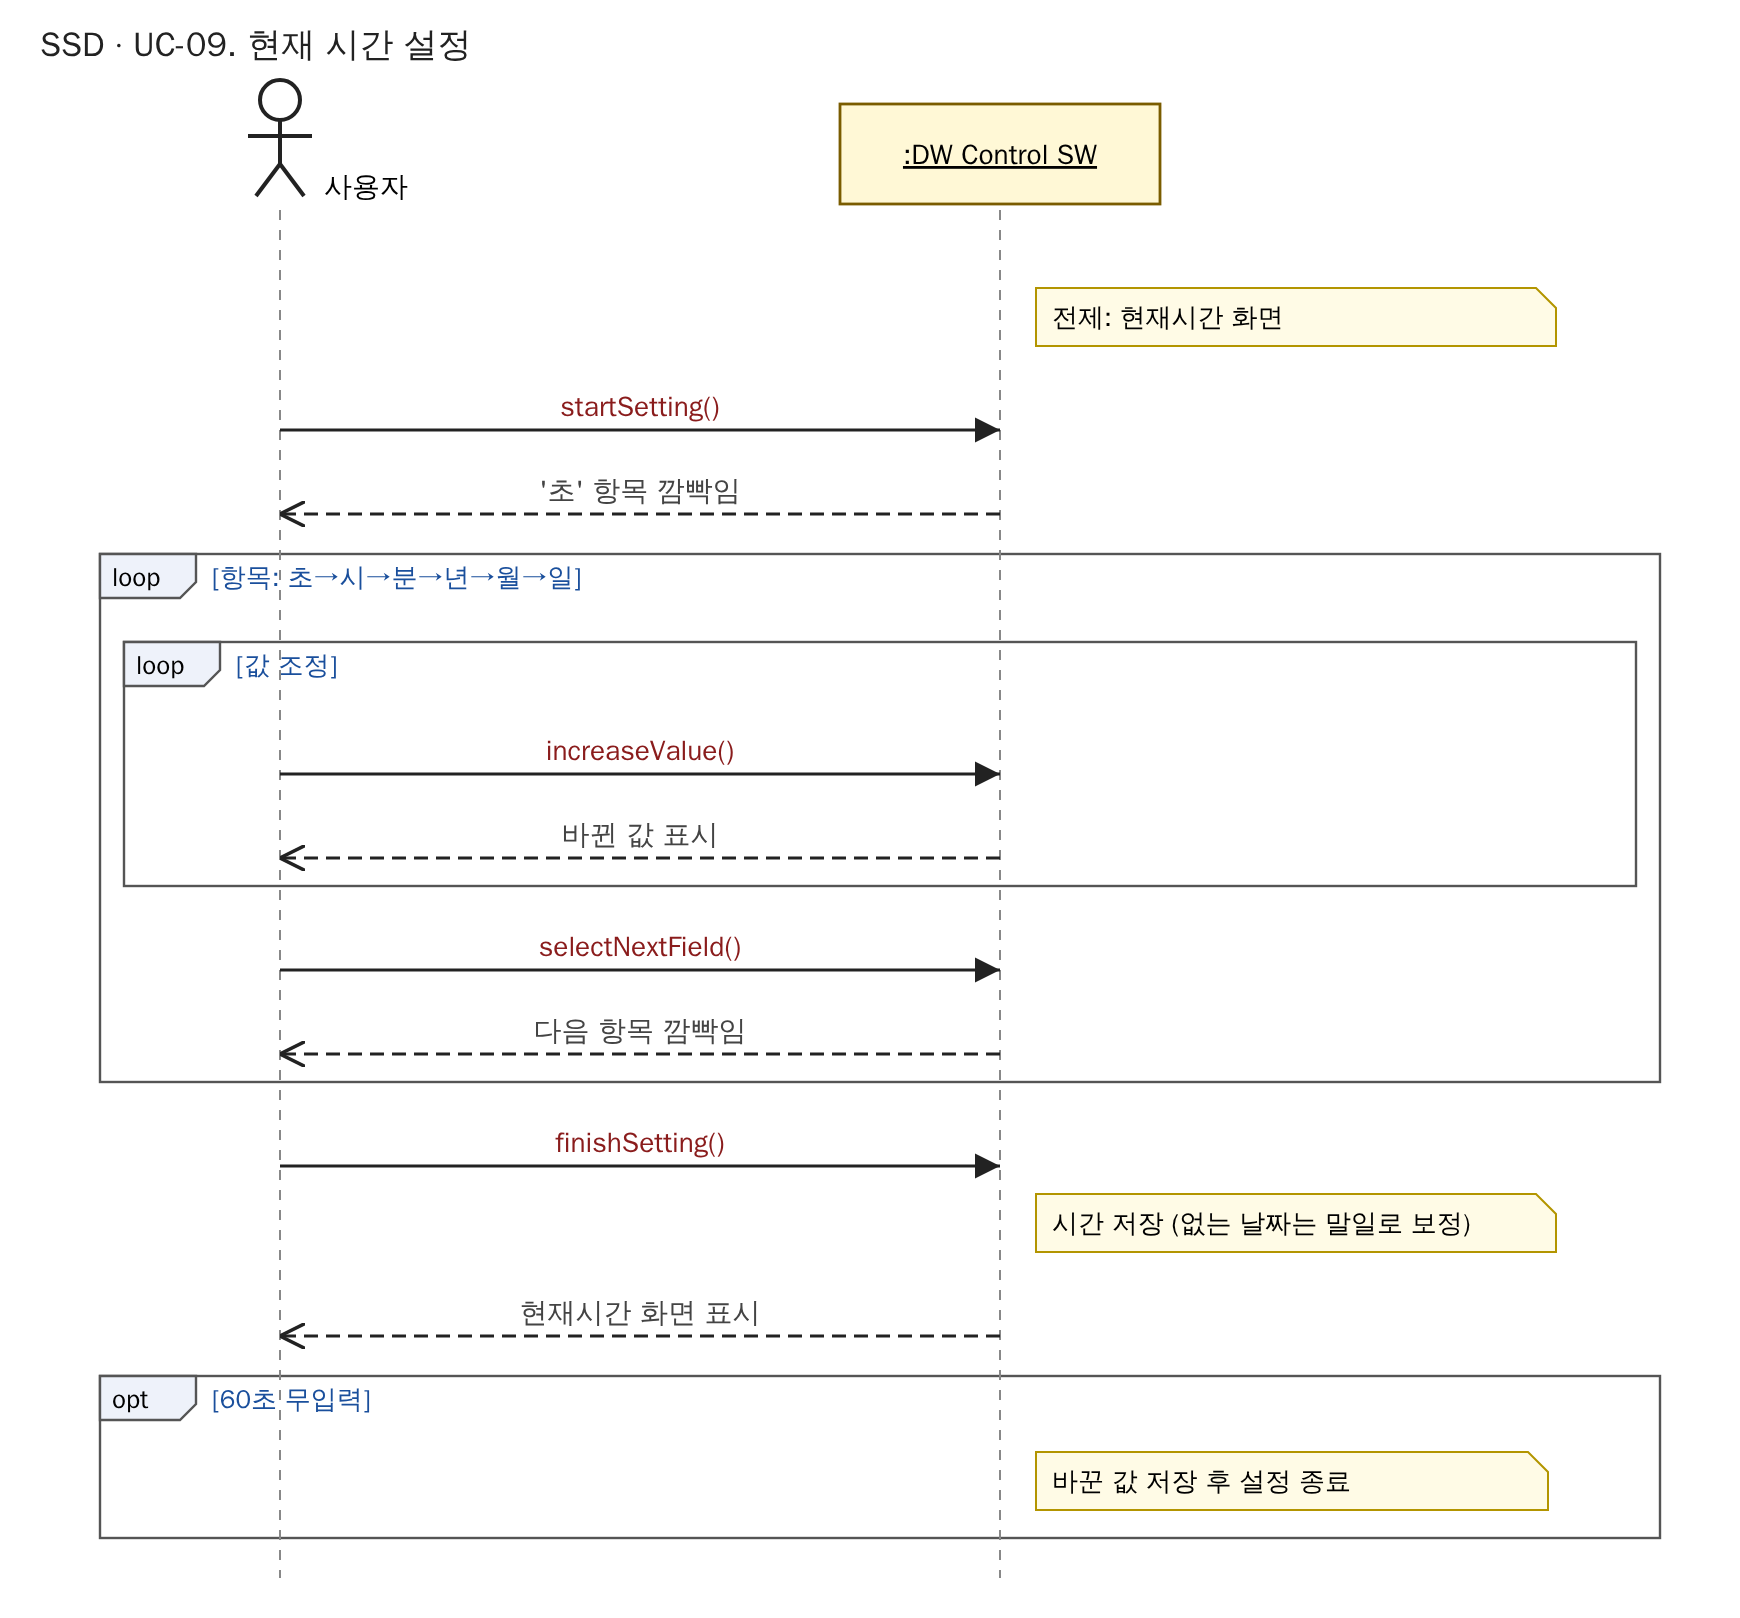 SSD · UC-09. 현재 시간 설정
사용자
:DW Control SW
전제: 현재시간 화면
startSetting()
'초' 항목 깜빡임
loop
[항목: 초→시→분→년→월→일]
loop
[값 조정]
increaseValue()
바뀐 값 표시
selectNextField()
다음 항목 깜빡임
finishSetting()
시간 저장 (없는 날짜는 말일로 보정)
현재시간 화면 표시
opt
[60초 무입력]
바꾼 값 저장 후 설정 종료